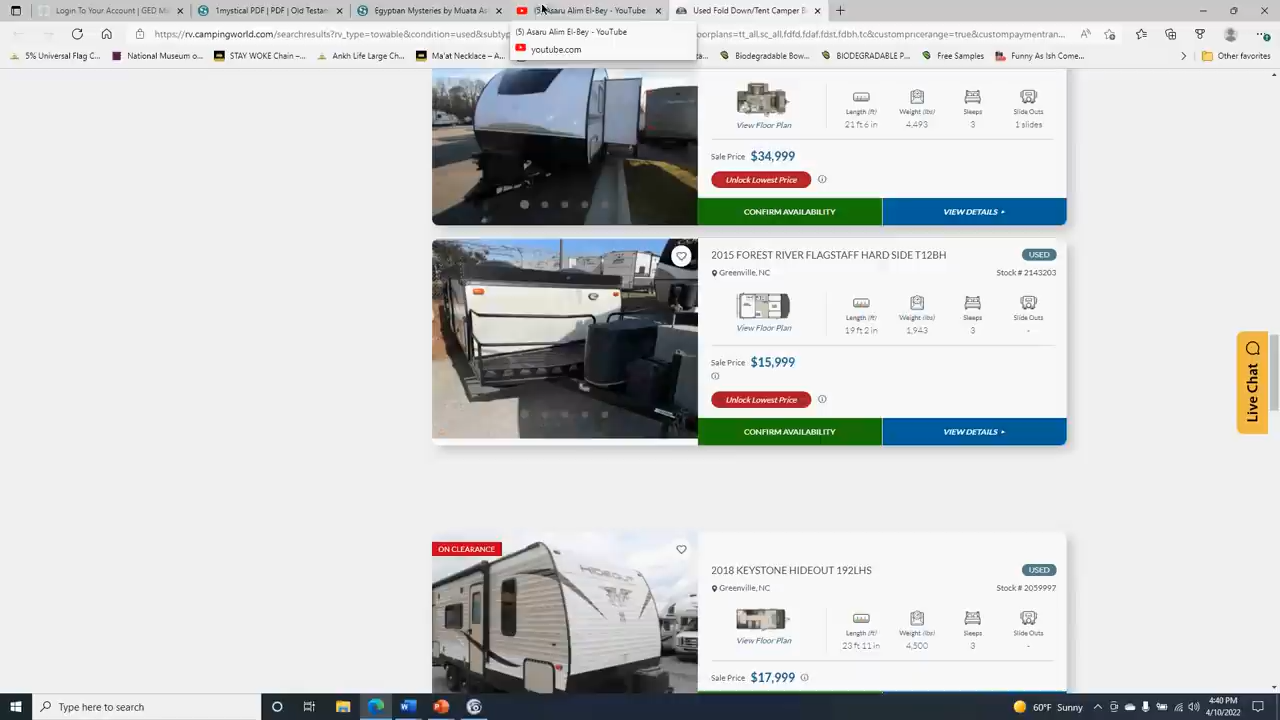 Login To Your Account | GED Mi
1mystical PDF | PDF | Old Testan
Egyptian Mysteries by Muata As
(5) Asaru Alim El-Bey - YouTube
Used Fold Down/Tent Camper
https://rv.campingworld.com/searchresults?rv_type=towable&condition=used&subtyp
(5) Asaru Alim El-Bey - YouTube
youtube.com
5% Universal Flag...
National Museum o...
STAY WOKE Chain –...
Ankh Life Large Ch...
Ma'at Necklace – A...
Biodegradable Bow...
BIODEGRADABLE P...
Free Samples
Funny As Ish Come...
Other favorites
Length (ft)
Weight (lbs)
Sleeps
Slide Outs
View Floor Plan
21 ft 6 in
4,493
3
1 slides
Sale Price $34,999
Unlock Lowest Price
CONFIRM AVAILABILITY
VIEW DETAILS
2015 FOREST RIVER FLAGSTAFF HARD SIDE T12BH
USED
Greenville, NC
Stock # 2143203
Length (ft)
Weight (lbs)
Sleeps
Slide Outs
View Floor Plan
19 ft 2 in
1,943
3
-
Sale Price $15,999
Unlock Lowest Price
CONFIRM AVAILABILITY
VIEW DETAILS
Live Chat
ON CLEARANCE
HIDEOUT
2018 KEYSTONE HIDEOUT 192LHS
USED
Greenville, NC
Stock # 2059997
Length (ft)
Weight (lbs)
Sleeps
Slide Outs
View Floor Plan
23 ft 11 in
4,500
3
-
Sale Price $17,999
Type here to search
60°F Sunny
4:40 PM
4/10/2022